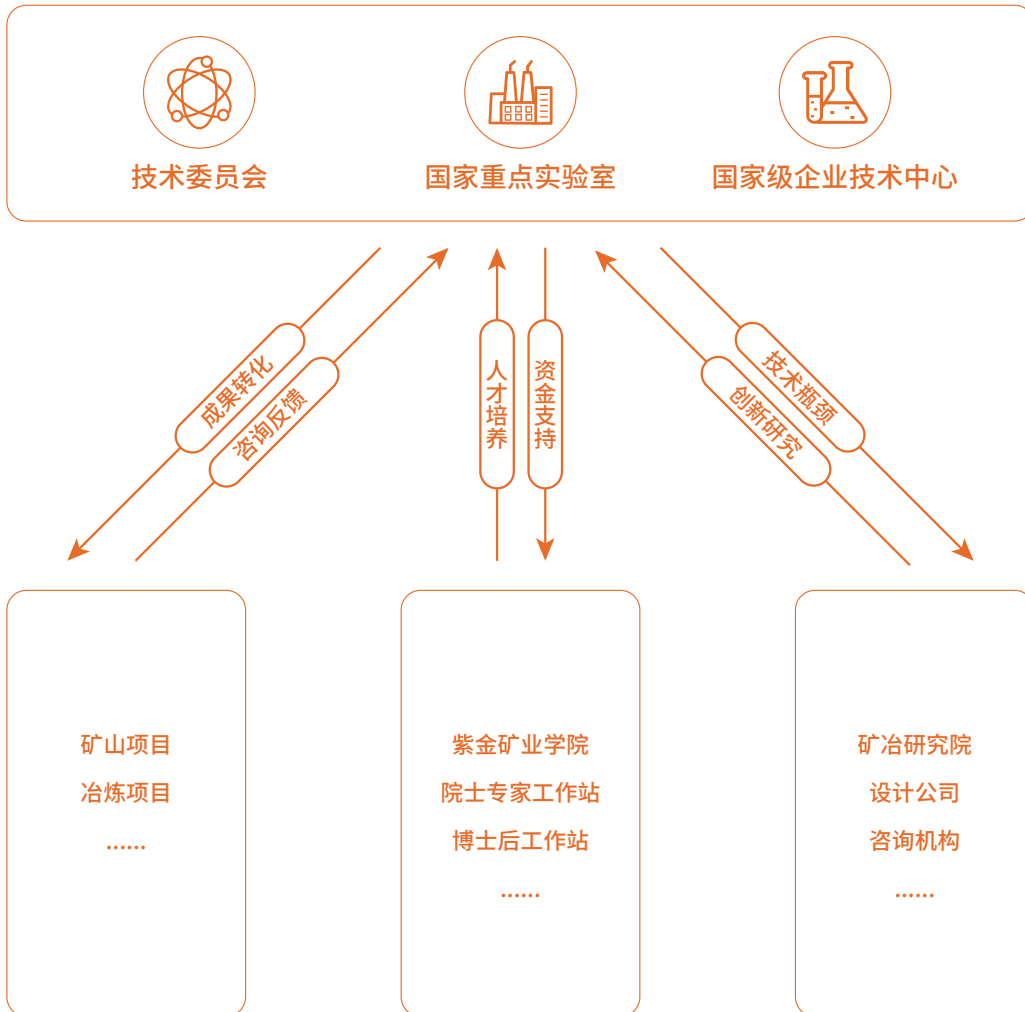 技术委员会
国家重点实验室
国家级企业技术中心
成果转化
咨询反馈
人才培养
资金支持
创新研究
技术瓶颈
矿山项目
冶炼项目
......
紫金矿业学院
院士专家工作站
博士后工作站
......
矿冶研究院
设计公司
咨询机构
......